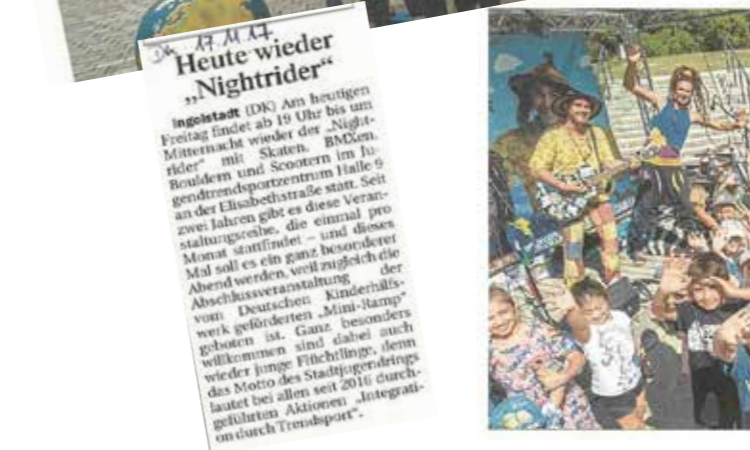 DK 17.11.17
Heute wieder
„Nightrider“
Ingolstadt (DK) Am heutigen
Freitag findet ab 19 Uhr bis um
Mitternacht wieder der „Night-
rider“ mit Skaten, BMXen,
Bouldern und Scootern im Ju-
gendtrendsportzentrum Halle 9
an der Elisabethstraße statt. Seit
zwei Jahren gibt es diese Veran-
staltungsreihe, die einmal pro
Monat stattfindet – und dieses
Mal soll es ein ganz besonderer
Abend werden, weil zugleich die
Abschlussveranstaltung der
vom Deutschen Kinderhilfs-
werk geförderten „Mini-Ramp“
geboten ist. Ganz besonders
willkommen sind dabei auch
wieder junge Flüchtlinge, denn
das Motto des Stadtjugendrings
lautet bei allen seit 2016 durch-
geführten Aktionen „Integrati-
on durch Trendsport“.